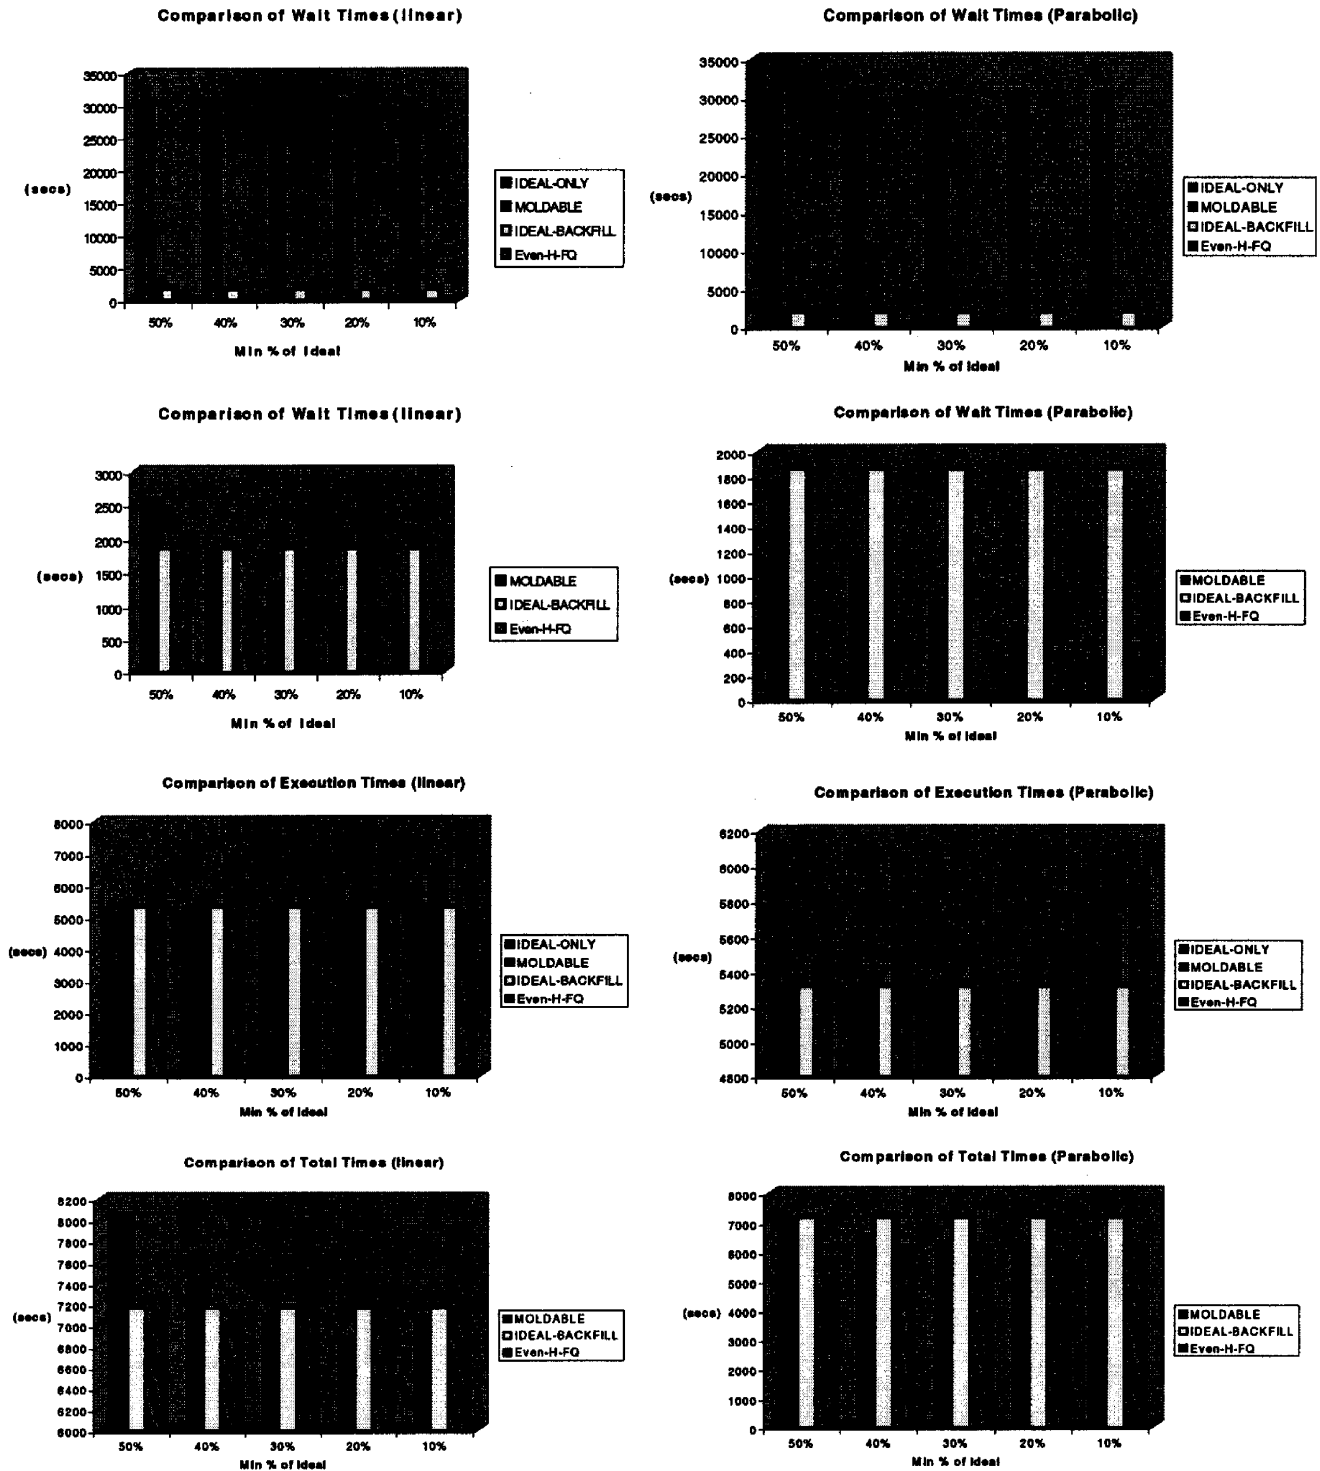 Comparison of Wait Times (linear)
35000
30000
25000
20000
15000
10000
5000
0
(secs)
50% 40% 30% 20% 10%
Min % of Ideal
IDEAL-ONLY
MOLDABLE
IDEAL-BACKFILL
Even-H-FQ
Comparison of Wait Times (Parabolic)
35000
30000
25000
20000
15000
10000
5000
0
(secs)
50% 40% 30% 20% 10%
Min % of Ideal
IDEAL-ONLY
MOLDABLE
IDEAL-BACKFILL
Even-H-FQ
Comparison of Wait Times (linear)
3000
2500
2000
1500
1000
500
0
(secs)
50% 40% 30% 20% 10%
Min % of Ideal
MOLDABLE
IDEAL-BACKFILL
Even-H-FQ
Comparison of Wait Times (Parabolic)
2000
1800
1600
1400
1200
1000
800
600
400
200
0
(secs)
50% 40% 30% 20% 10%
Min % of Ideal
MOLDABLE
IDEAL-BACKFILL
Even-H-FQ
Comparison of Execution Times (linear)
8000
7000
6000
5000
4000
3000
2000
1000
0
(secs)
50% 40% 30% 20% 10%
Min % of Ideal
IDEAL-ONLY
MOLDABLE
IDEAL-BACKFILL
Even-H-FQ
Comparison of Execution Times (Parabolic)
6200
6000
5800
5600
5400
5200
5000
4800
(secs)
50% 40% 30% 20% 10%
Min % of Ideal
IDEAL-ONLY
MOLDABLE
IDEAL-BACKFILL
Even-H-FQ
Comparison of Total Times (linear)
8200
8000
7800
7600
7400
7200
7000
6800
6600
6400
6200
6000
(secs)
50% 40% 30% 20% 10%
Min % of Ideal
MOLDABLE
IDEAL-BACKFILL
Even-H-FQ
Comparison of Total Times (Parabolic)
8000
7000
6000
5000
4000
3000
2000
1000
0
(secs)
50% 40% 30% 20% 10%
Min % of Ideal
MOLDABLE
IDEAL-BACKFILL
Even-H-FQ